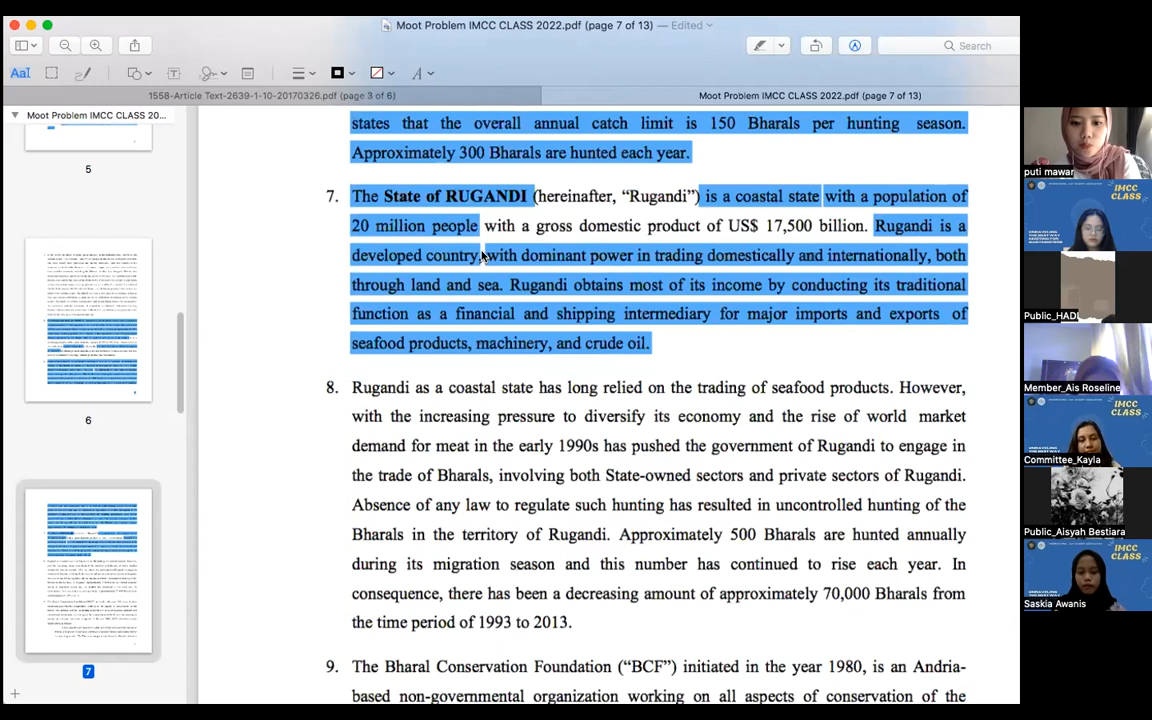 Moot Problem IMCC CLASS 2022.pdf (page 7 of 13) — Edited
Search
1558-Article Text-2639-1-10-20170326.pdf (page 3 of 6)
Moot Problem IMCC CLASS 2022.pdf (page 7 of 13)
Moot Problem IMCC CLASS 20...
5
6
7
states that the overall annual catch limit is 150 Bharals per hunting season.
Approximately 300 Bharals are hunted each year.
7. The State of RUGANDI (hereinafter, “Rugandi”) is a coastal state with a population of
20 million people with a gross domestic product of US$ 17,500 billion. Rugandi is a
developed country, with dominant power in trading domestically and internationally, both
through land and sea. Rugandi obtains most of its income by conducting its traditional
function as a financial and shipping intermediary for major imports and exports of
seafood products, machinery, and crude oil.
8. Rugandi as a coastal state has long relied on the trading of seafood products. However,
with the increasing pressure to diversify its economy and the rise of world market
demand for meat in the early 1990s has pushed the government of Rugandi to engage in
the trade of Bharals, involving both State-owned sectors and private sectors of Rugandi.
Absence of any law to regulate such hunting has resulted in uncontrolled hunting of the
Bharals in the territory of Rugandi. Approximately 500 Bharals are hunted annually
during its migration season and this number has continued to rise each year. In
consequence, there has been a decreasing amount of approximately 70,000 Bharals from
the time period of 1993 to 2013.
9. The Bharal Conservation Foundation (“BCF”) initiated in the year 1980, is an Andria-
based non-governmental organization working on all aspects of conservation of the
puti mawar
IMCC
CLASS
Public_HADI
Member_Ais Roseline
IMCC
CLASS
Committee_Kayla
Public_Aisyah Bestiara
IMCC
CLASS
Saskia Awanis